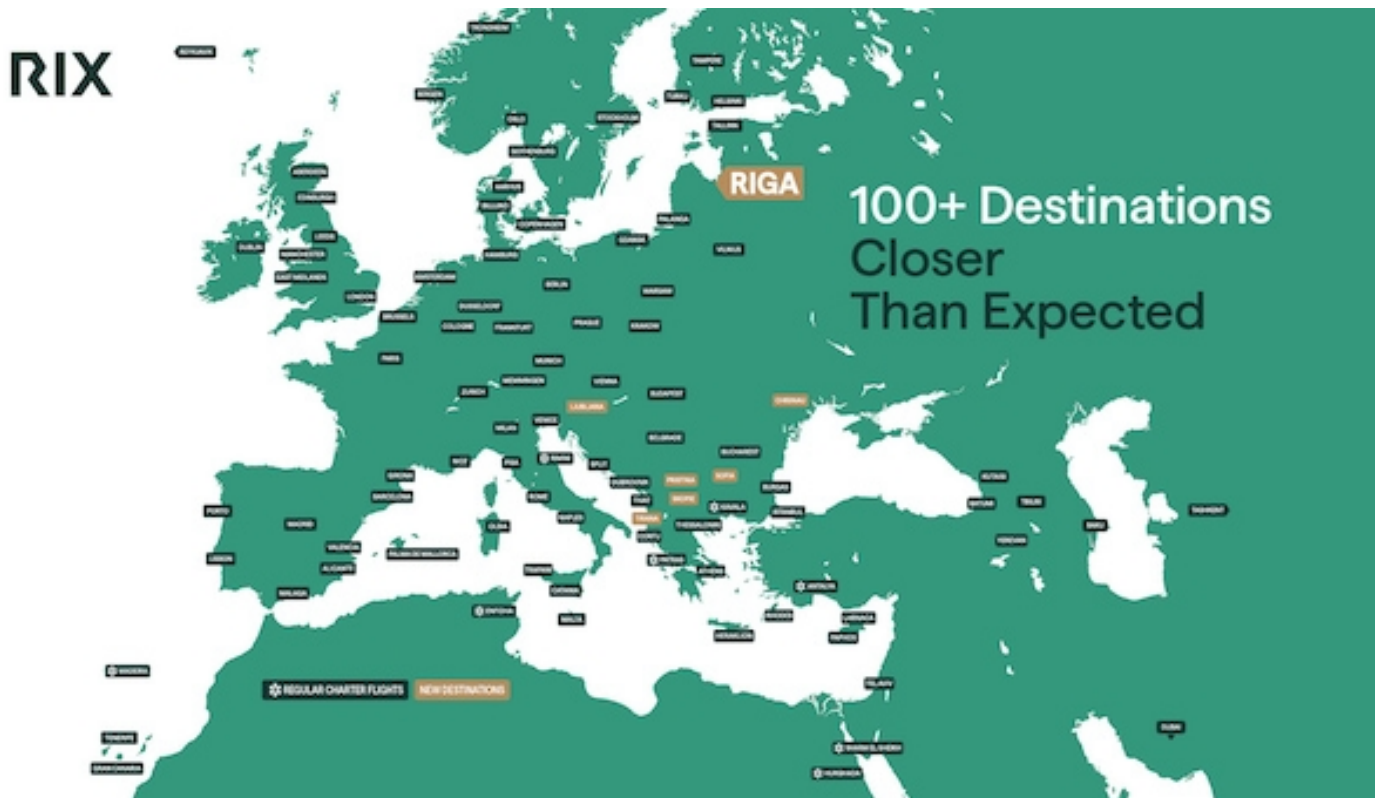 RIX
REYKJAVIK
TRONDHEIM
BERGEN
OSLO
STOCKHOLM
TAMPERE
TURKU
HELSINKI
TALLINN
GOTHENBURG
RIGA
100+ Destinations
Closer
Than Expected
ABERDEEN
EDINBURGH
AARHUS
BILLUND
COPENHAGEN
PALANGA
GDANSK
VILNIUS
DUBLIN
LEEDS
MANCHESTER
EAST MIDLANDS
LONDON
HAMBURG
AMSTERDAM
BERLIN
WARSAW
DUSSELDORF
BRUSSELS
COLOGNE
FRANKFURT
PRAGUE
KRAKOW
PARIS
MUNICH
MEMMINGEN
ZURICH
VIENNA
BUDAPEST
LJUBLJANA
CHISINAU
MILAN
VENICE
BELGRADE
BUCHAREST
NICE
PISA
RIMINI
SPLIT
GIRONA
BARCELONA
DUBROVNIK
PRISTINA
SOFIA
BURGAS
KUTAISI
ROME
TIVAT
SKOPJE
KAVALA
ISTANBUL
BATUMI
TBILISI
TASHKENT
PORTO
MADRID
OLBIA
NAPLES
TIRANA
THESSALONIKI
BAKU
YEREVAN
LISBON
VALENCIA
ALICANTE
PALMA DE MALLORCA
CORFU
PATRAS
ATHENS
MALAGA
TRAPANI
CATANIA
ENFIDHA
MALTA
ANTALYA
RHODES
HERAKLION
LARNACA
PAPHOS
MADEIRA
REGULAR CHARTER FLIGHTS
NEW DESTINATIONS
TEL AVIV
TENERIFE
GRAN CANARIA
DUBAI
SHARM EL SHEIKH
HURGHADA